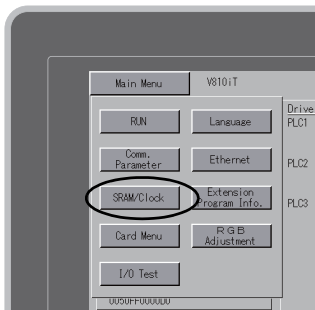 Main Menu V810iT
Drive
RUN Language PLC1
Comm.
Parameter Ethernet PLC2
SRAM/Clock Extension
Program Info. PLC3
Card Menu RGB
Adjustment
I/O Test
0050FF0000D0